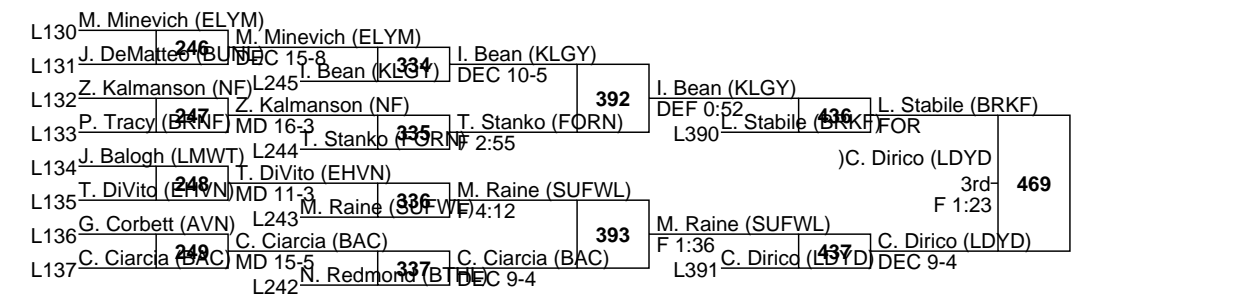 M. Minevich (ELYM)
L130
246
M. Minevich (ELYM)
J. DeMatteo (BUNL)
DEC 15-8
L131
334
I. Bean (KLGY)
I. Bean (KLGY)
DEC 10-5
L245
Z. Kalmanson (NF)
L132
247
Z. Kalmanson (NF)
392
I. Bean (KLGY)
DEF 0:52
P. Tracy (BRNF)
MD 16-3
L133
335
T. Stanko (FORN)
T. Stanko (FORN)
F 2:55
L244
436
L. Stabile (BRKF)
L. Stabile (BRKF)
FOR
L390
J. Balogh (LMWT)
L134
248
T. DiVito (EHVN)
T. DiVito (EHVN)
MD 11-3
L135
336
M. Raine (SUFWL)
M. Raine (SUFWL)
F 4:12
L243
)C. Dirico (LDYD
3rd
469
F 1:23
G. Corbett (AVN)
L136
249
C. Ciarcia (BAC)
393
M. Raine (SUFWL)
F 1:36
C. Ciarcia (BAC)
MD 15-5
L137
337
C. Ciarcia (BAC)
N. Redmond
DEC 9-4
L242
437
C. Dirico (LDYD)
C. Dirico (LDYD)
DEC 9-4
L391